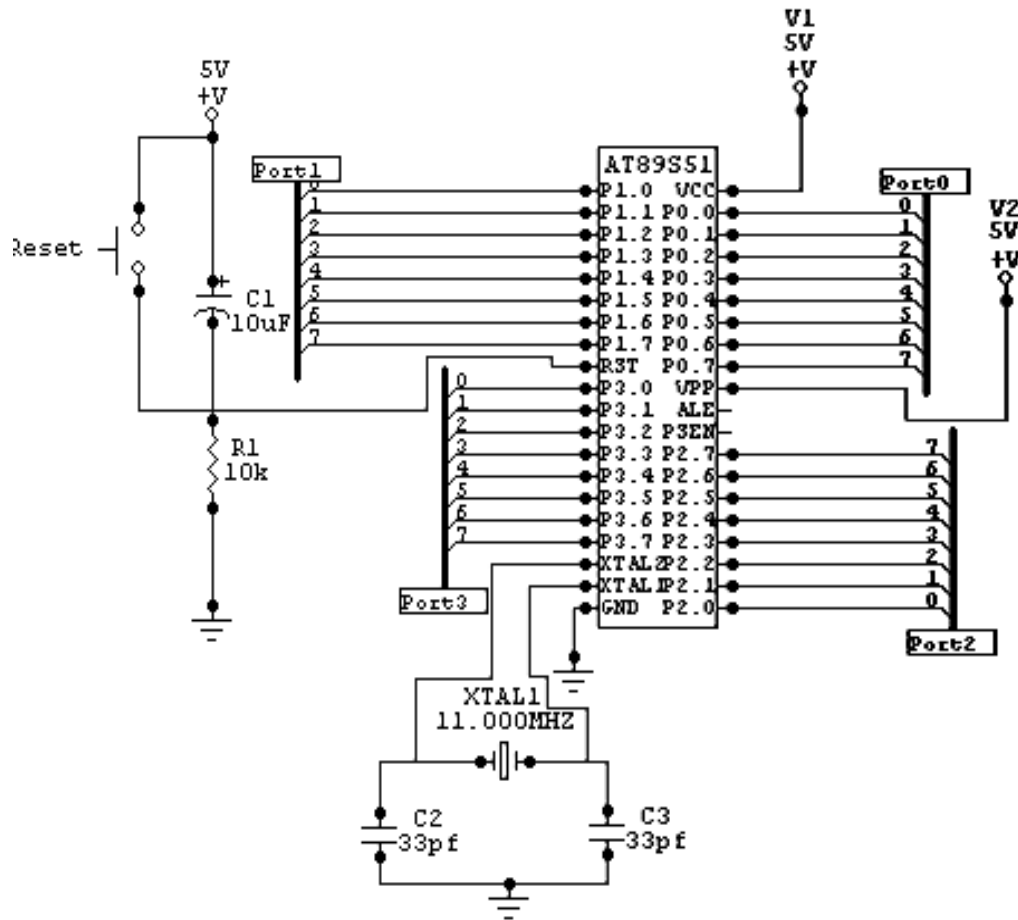 V1
5V
+V
5V
+V
Port1
AT89S51
Port0
V2
5V
+V
Reset
C1
10uF
R1
10k
0
1
2
3
4
5
6
7
P1.0 VCC
P1.1 P0.0
P1.2 P0.1
P1.3 P0.2
P1.4 P0.3
P1.5 P0.4
P1.6 P0.5
P1.7 P0.6
RST P0.7
P3.0 VPP
P3.1 ALE
P3.2 PSEN
P3.3 P2.7
P3.4 P2.6
P3.5 P2.5
P3.6 P2.4
P3.7 P2.3
XTAL2 P2.2
XTAL1 P2.1
GND P2.0
0
1
2
3
4
5
6
7
0
1
2
3
4
5
6
7
7
6
5
4
3
2
1
0
Port3
Port2
XTAL1
11.000MHZ
C2
33pf
C3
33pf
+